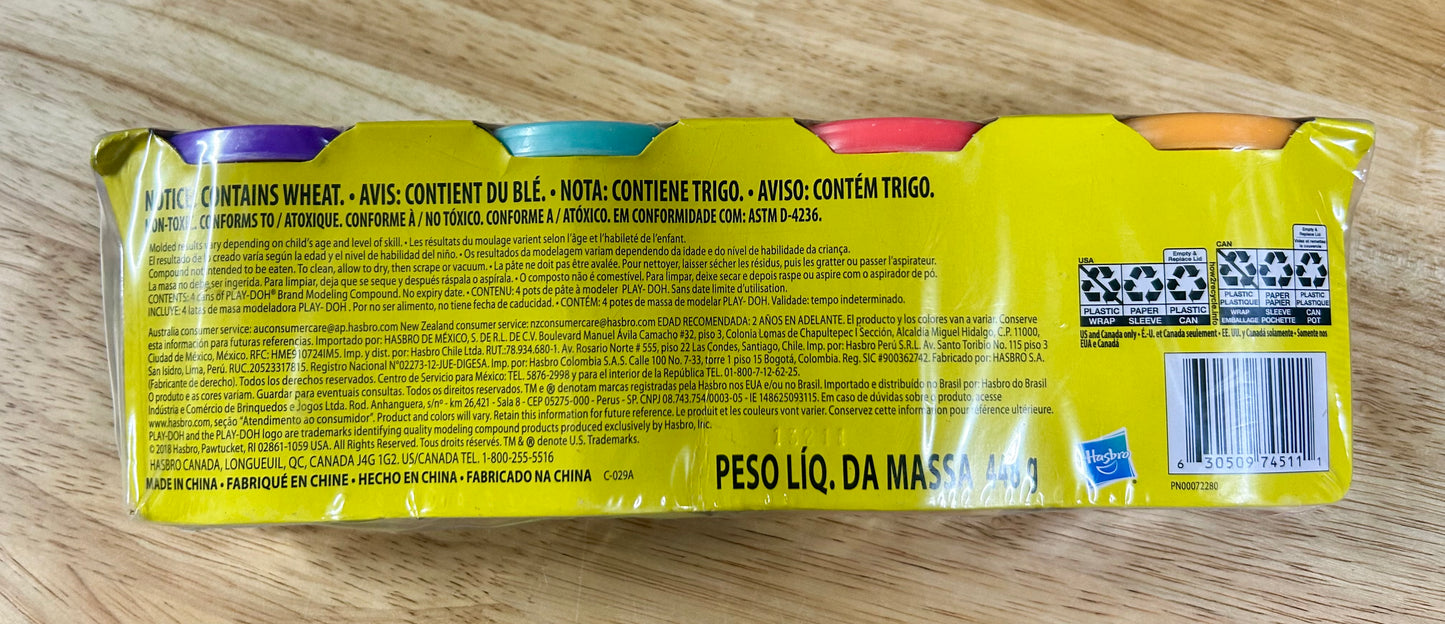 NOTICE: CONTAINS WHEAT. • AVIS: CONTIENT DU BLÉ. • NOTA: CONTIENE TRIGO. • AVISO: CONTÉM TRIGO.
NON-TOXIC. CONFORMS TO / ATOXIQUE. CONFORME À / NO TÓXICO. CONFORME A / ATÓXICO. EM CONFORMIDADE COM: ASTM D-4236.
Molded results vary depending on child's age and level of skill. • Les résultats du moulage varient selon l'âge et l'habileté de l'enfant.
El resultado de lo creado varía según la edad y el nivel de habilidad del niño. • Os resultados da modelagem variam dependendo da idade e do nível de habilidade da criança.
Compound not intended to be eaten. To clean, allow to dry, then scrape or vacuum. • La pâte ne doit pas être avalée. Pour nettoyer, laisser sécher les résidus, puis les gratter ou passer l'aspirateur.
La masa no debe ser ingerida. Para limpiar, deja que se seque y después ráspala o aspírala. • O composto não é comestível. Para limpar, deixe secar e depois raspe ou aspire com o aspirador de pó.
CONTENTS: 4 cans of PLAY-DOH® Brand Modeling Compound. No expiry date. • CONTENU: 4 pots de pâte à modeler PLAY-DOH. Sans date limite d'utilisation.
INCLUYE: 4 latas de masa moldeadora PLAY- DOH . Por no ser alimento, no tiene fecha de caducidad. • CONTÉM: 4 potes de massa de modelar PLAY- DOH. Validade: tempo indeterminado.
Australia consumer service: auconsumercare@ap.hasbro.com New Zealand consumer service: nzconsumercare@hasbro.com EDAD RECOMENDADA: 2 AÑOS EN ADELANTE. El producto y los colores van a variar. Conserve
esta información para futuras referencias. Importado por: HASBRO DE MÉXICO, S. DE R.L. DE C.V. Boulevard Manuel Ávila Camacho #32, piso 3, Colonia Lomas de Chapultepec I Sección, Alcaldía Miguel Hidalgo, C.P. 11000,
Ciudad de México, México. RFC: HME910724IM5. Imp. y dist. por: Hasbro Chile Ltda. RUT.:78.934.680-1. Av. Rosario Norte # 555, piso 22 Las Condes, Santiago, Chile. Imp. por: Hasbro Perú S.R.L. Av. Santo Toribio No. 115 piso 3
San Isidro, Lima, Perú. RUC. 20523317815. Registro Nacional N°02273-12-JUE-DIGESA. Imp. por: Hasbro Colombia S.A.S. Calle 100 No. 7-33, torre 1 piso 15 Bogotá, Colombia. Reg. SIC #900362742. Fabricado por: HASBRO S.A.
(Fabricante de derecho). Todos los derechos reservados. Centro de Servicio para México: TEL. 5876-2998 y para el interior de la República TEL. 01-800-7-12-62-25.
O produto e as cores variam. Guardar para eventuais consultas. Todos os direitos reservados. TM e ® denotam marcas registradas pela Hasbro nos EUA e/ou no Brasil. Importado e distribuído no Brasil por: Hasbro do Brasil
Indústria e Comércio de Brinquedos e Jogos Ltda. Rod. Anhanguera, s/nº - km 26,421 - Sala 8 - CEP 05275-000 - Perus - SP. CNPJ 08.743.754/0003-05 - IE 148625093115. Em caso de dúvidas sobre o produto, acesse
www.hasbro.com, seção "Atendimento ao consumidor". Product and colors will vary. Retain this information for future reference. Le produit et les couleurs vont varier. Conservez cette information pour référence ultérieure.
PLAY-DOH and the PLAY-DOH logo are trademarks identifying quality modeling compound products produced exclusively by Hasbro, Inc.
© 2018 Hasbro, Pawtucket, RI 02861-1059 USA. All Rights Reserved. Tous droits réservés. TM & ® denote U.S. Trademarks.
HASBRO CANADA, LONGUEUIL, QC, CANADA J4G 1G2. US/CANADA TEL. 1-800-255-5516
MADE IN CHINA • FABRIQUÉ EN CHINE • HECHO EN CHINA • FABRICADO NA CHINA C-029A
PESO LÍQ. DA MASSA 448 g
USA
Empty & Replace Lid
PLASTIC PAPER PLASTIC
WRAP SLEEVE CAN
how2recycle.info
CAN
Empty & Replace Lid
Videz et remettez le couvercle
PLASTIC PAPER PLASTIC
PLASTIQUE PAPIER PLASTIQUE
WRAP SLEEVE CAN
EMBALLAGE POCHETTE POT
US and Canada only • É.-U. et Canada seulement • EE. UU. y Canadá solamente • Somente nos
EUA e Canadá
Hasbro
6 30509 74511 1
PN00072280